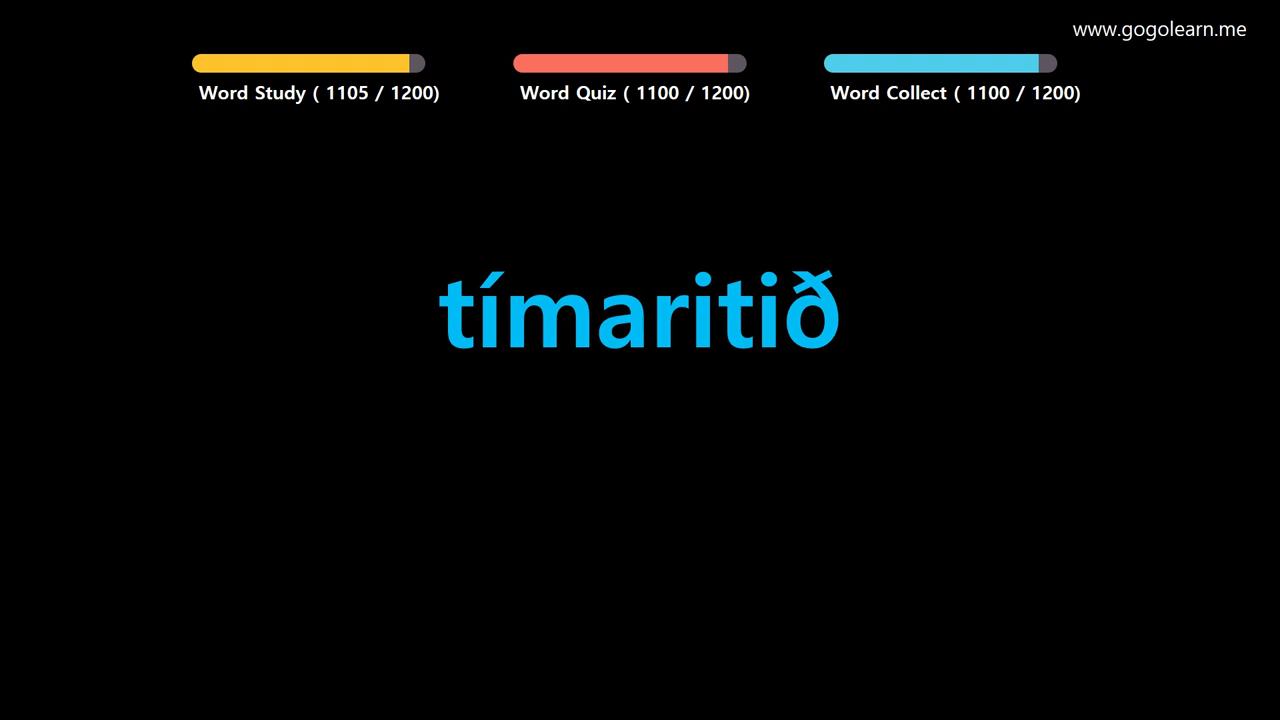 www.gogolearn.me
Word Study ( 1105 / 1200)
Word Quiz ( 1100 / 1200)
Word Collect ( 1100 / 1200)
tímaritið